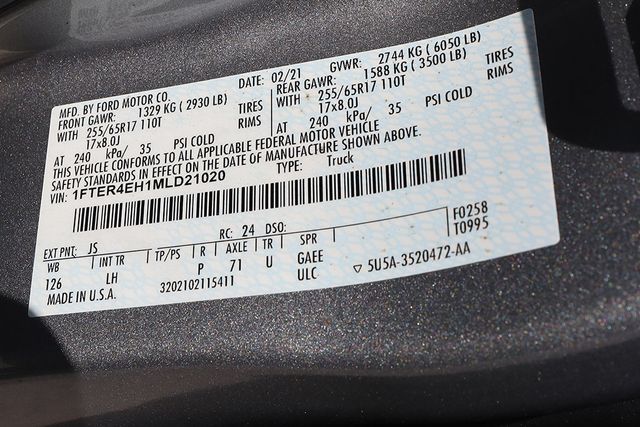 MFD. BY FORD MOTOR CO. DATE: 02/21 GVWR: 2744 KG ( 6050 LB)
FRONT GAWR: 1329 KG ( 2930 LB) REAR GAWR: 1588 KG ( 3500 LB)
WITH 255/65R17 110T TIRES WITH 255/65R17 110T TIRES
17x8.0J RIMS 17x8.0J RIMS
AT 240 kPa/ 35 PSI COLD AT 240 kPa/ 35 PSI COLD
THIS VEHICLE CONFORMS TO ALL APPLICABLE FEDERAL MOTOR VEHICLE
SAFETY STANDARDS IN EFFECT ON THE DATE OF MANUFACTURE SHOWN ABOVE.
VIN: 1FTER4EH1MLD21020 TYPE: Truck
F0258
T0995
EXT PNT: JS RC: 24 DSO:
WB INT TR TP/PS R AXLE TR SPR
126 LH P 71 U GAEE
ULC
MADE IN U.S.A. 3202102115411 5U5A-3520472-AA